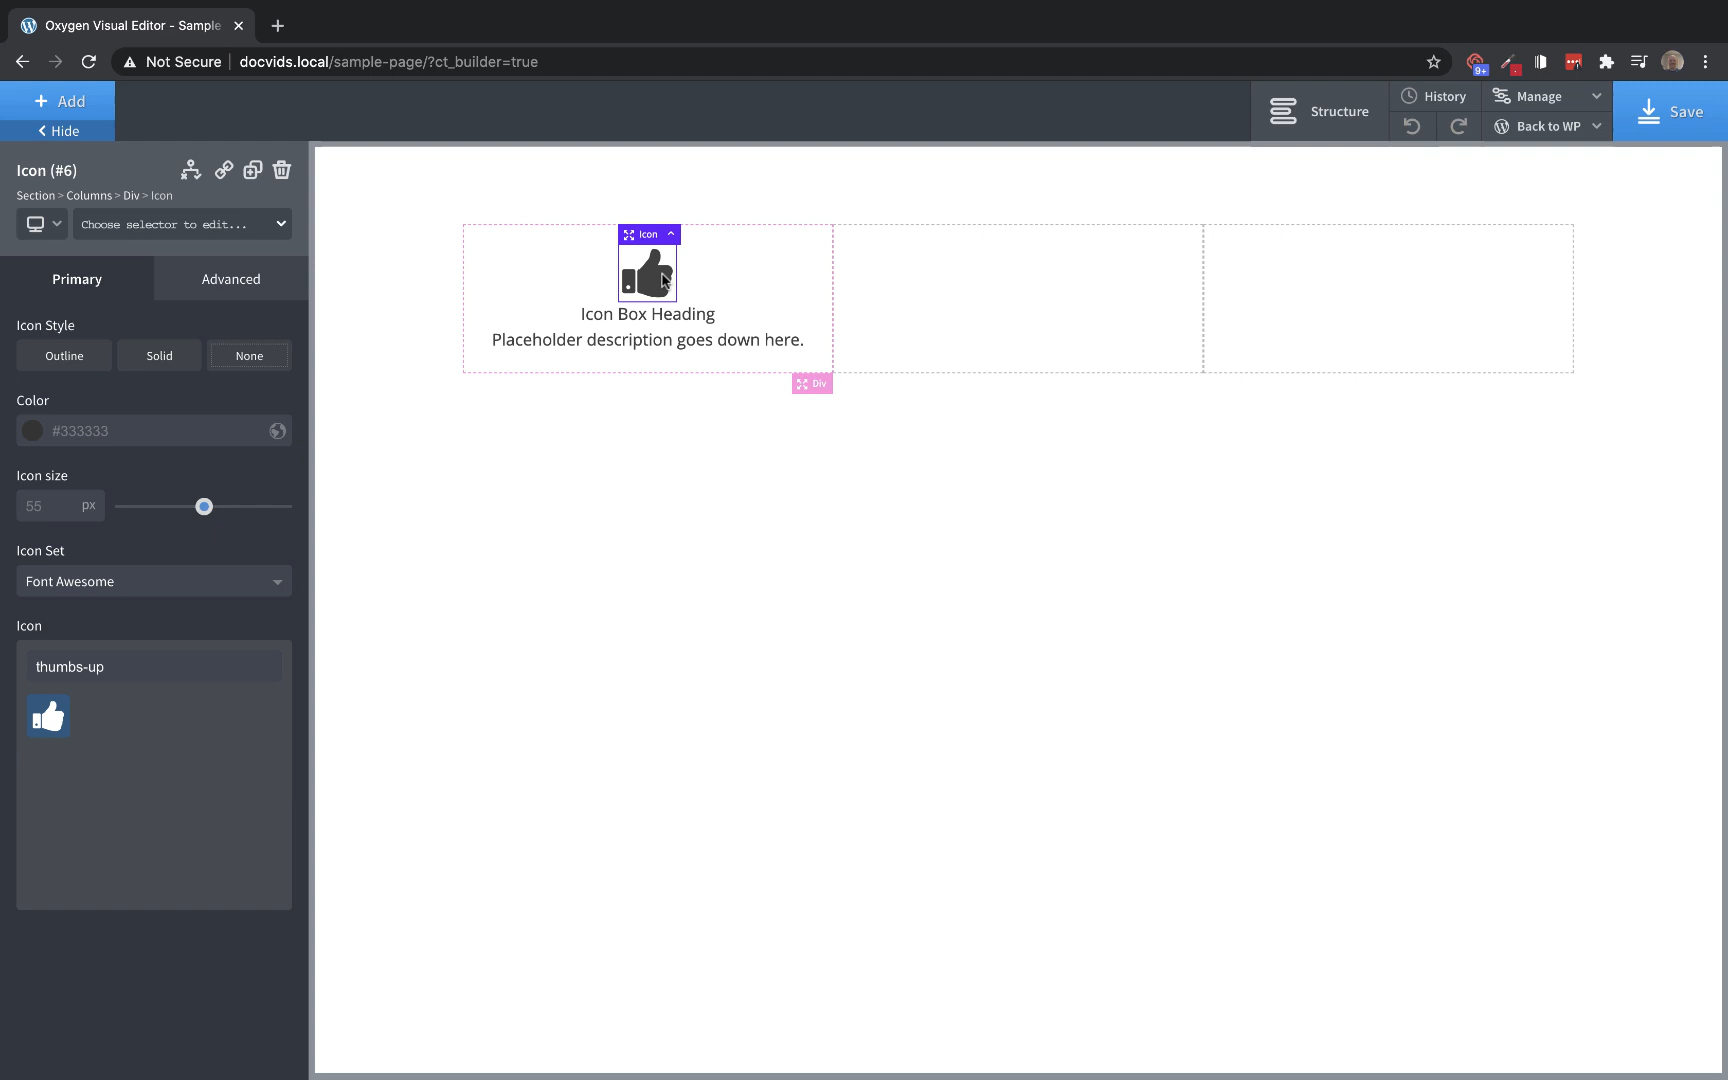 Oxygen Visual Editor - Sample
Not Secure docvids.local/sample-page/?ct_builder=true
9+
Add
Hide
Structure
History
Manage
Back to WP
Save
Icon (#6)
Section > Columns > Div > Icon
Choose selector to edit...
Primary
Advanced
Icon Style
Outline
Solid
None
Color
#333333
Icon size
55 px
Icon Set
Font Awesome
Icon
thumbs-up
Icon
Icon Box Heading
Placeholder description goes down here.
Div